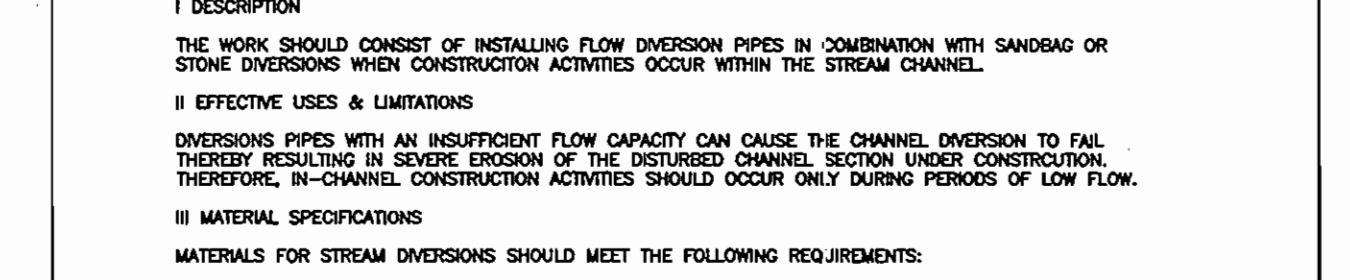 I DESCRIPTION
THE WORK SHOULD CONSIST OF INSTALLING FLOW DIVERSION PIPES IN COMBINATION WITH SANDBAG OR
STONE DIVERSIONS WHEN CONSTRUCITON ACTIVITIES OCCUR WITHIN THE STREAM CHANNEL.
II EFFECTIVE USES & LIMITATIONS
DIVERSIONS PIPES WITH AN INSUFFICIENT FLOW CAPACITY CAN CAUSE THE CHANNEL DIVERSION TO FAIL
THEREBY RESULTING IN SEVERE EROSION OF THE DISTURBED CHANNEL SECTION UNDER CONSTRCUTION.
THEREFORE, IN-CHANNEL CONSTRUCTION ACTIVITIES SHOULD OCCUR ONLY DURING PERIODS OF LOW FLOW.
III MATERIAL SPECIFICATIONS
MATERIALS FOR STREAM DIVERSIONS SHOULD MEET THE FOLLOWING REQUIREMENTS: